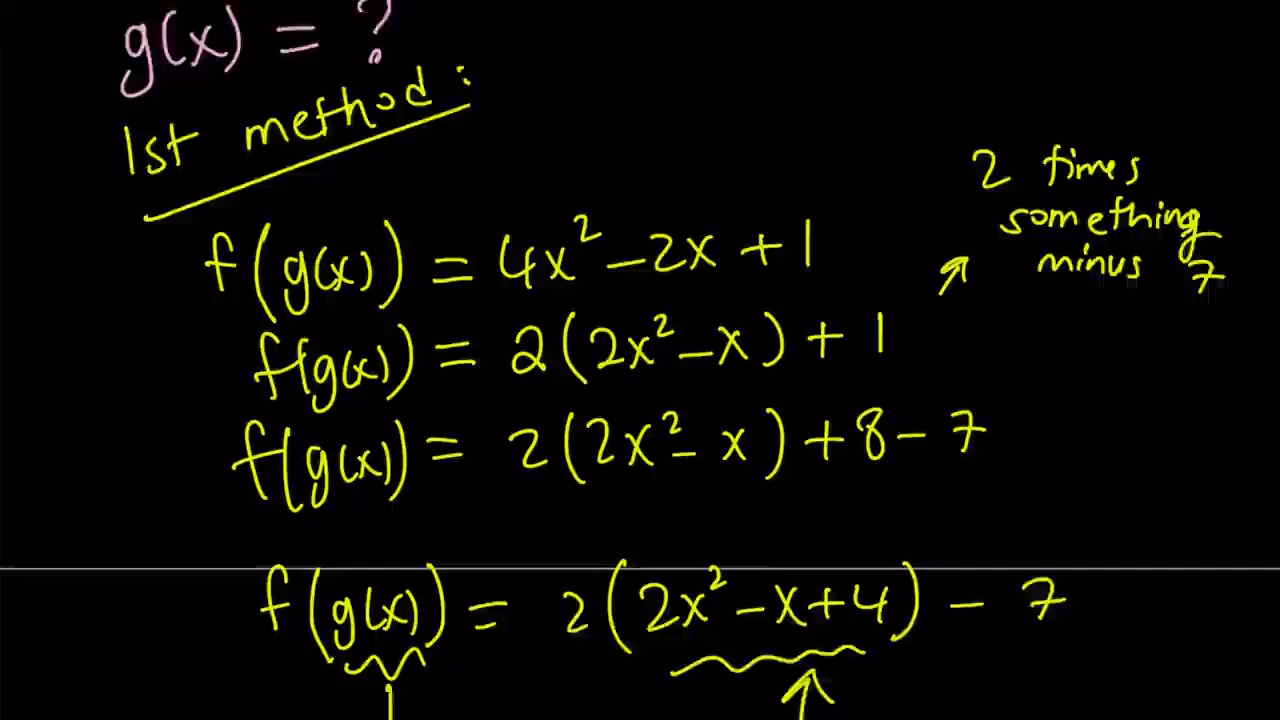 g(x) = ?
1st method:
2 times
something
minus 7
f(g(x)) = 4x² - 2x + 1
f(g(x)) = 2(2x² - x) + 1
f(g(x)) = 2(2x² - x) + 8 - 7
f(g(x)) = 2(2x² - x + 4) - 7